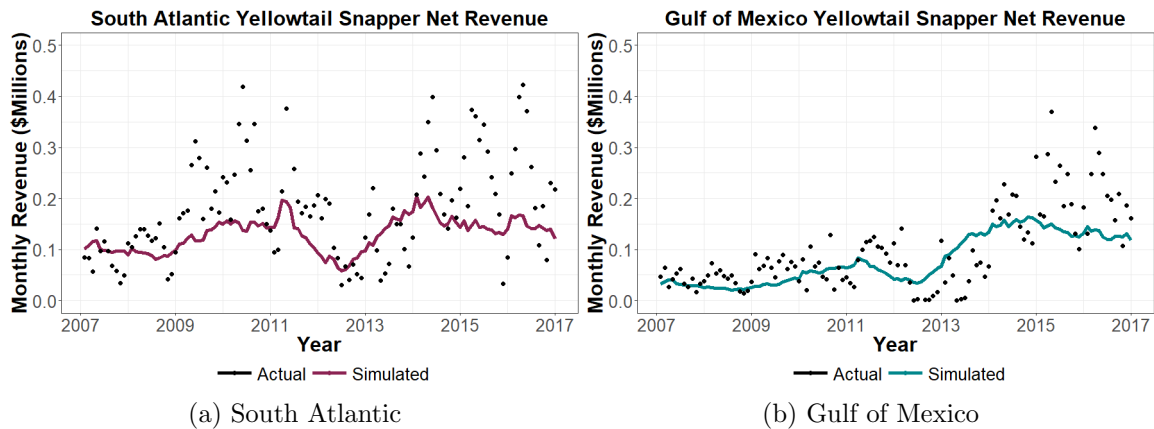 South Atlantic Yellowtail Snapper Net Revenue
Monthly Revenue ($Millions)
0.5
0.4
0.3
0.2
0.1
0.0
2007 2009 2011 2013 2015 2017
Year
Actual Simulated
(a) South Atlantic
Gulf of Mexico Yellowtail Snapper Net Revenue
Monthly Revenue ($Millions)
0.5
0.4
0.3
0.2
0.1
0.0
2007 2009 2011 2013 2015 2017
Year
Actual Simulated
(b) Gulf of Mexico